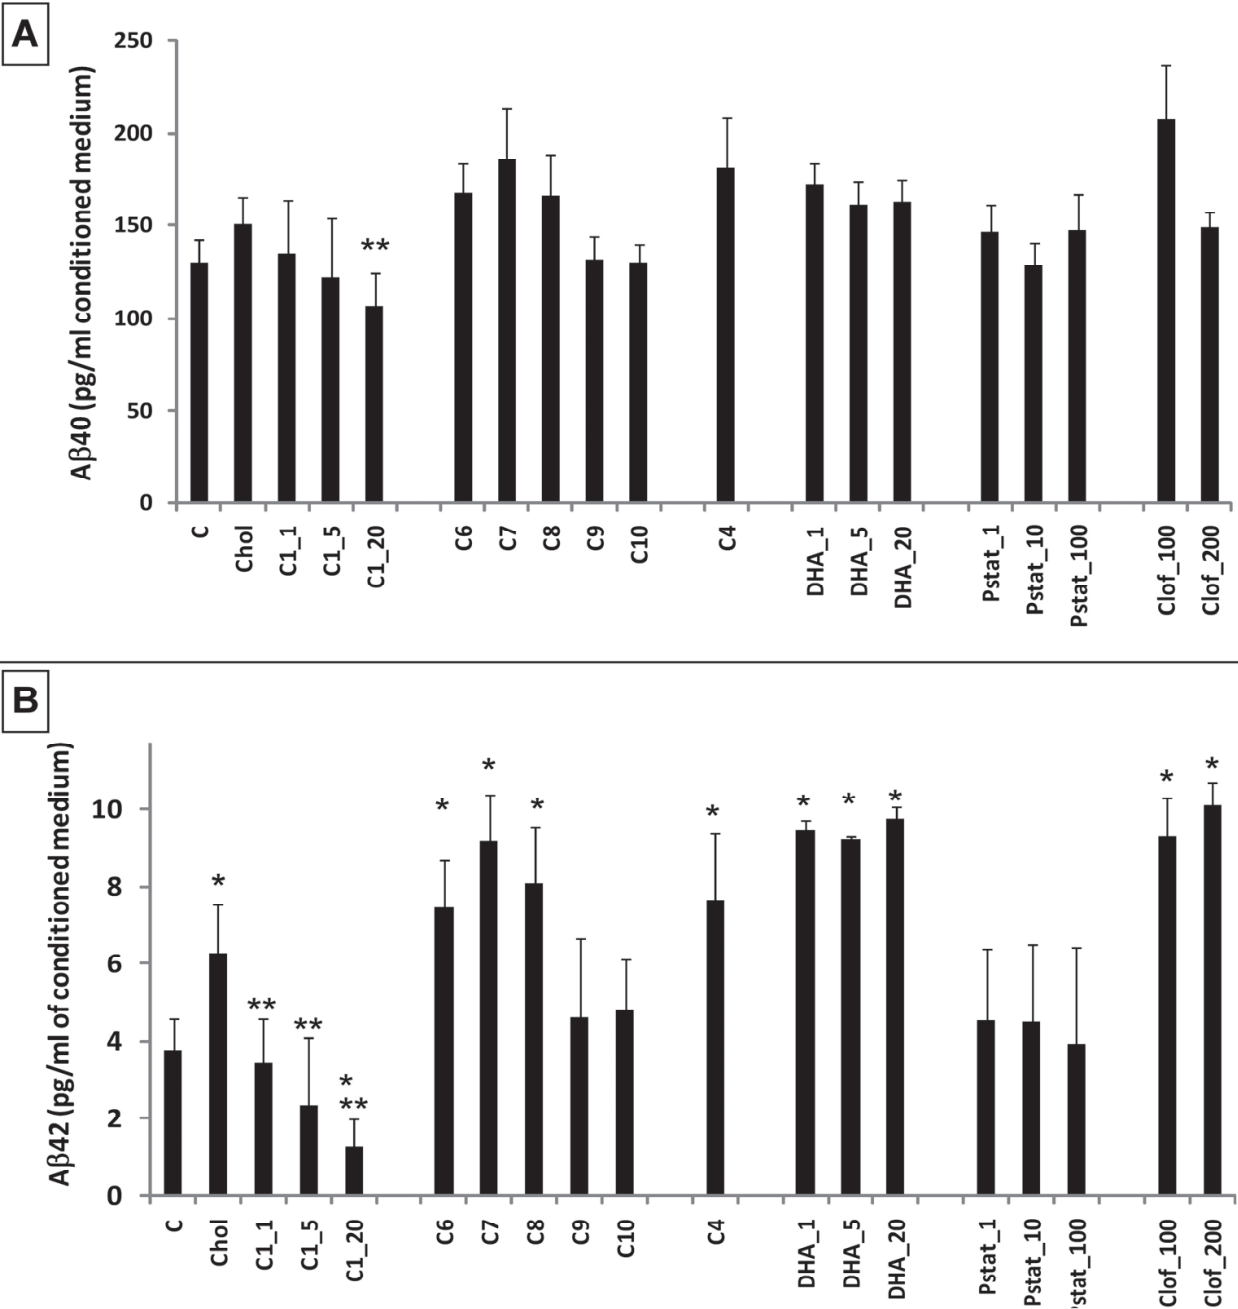 A
Aβ40 (pg/ml conditioned medium)
250
200
150
100
50
0
**
C
Chol
C1_1
C1_5
C1_20
C6
C7
C8
C9
C10
C4
DHA_1
DHA_5
DHA_20
Pstat_1
Pstat_10
Pstat_100
Clof_100
Clof_200
B
Aβ42 (pg/ml of conditioned medium)
10
8
6
4
2
0
*
**
**
*
**
*
*
*
*
*
*
*
*
*
C
Chol
C1_1
C1_5
C1_20
C6
C7
C8
C9
C10
C4
DHA_1
DHA_5
DHA_20
Pstat_1
Pstat_10
stat_100
Clof_100
Clof_200